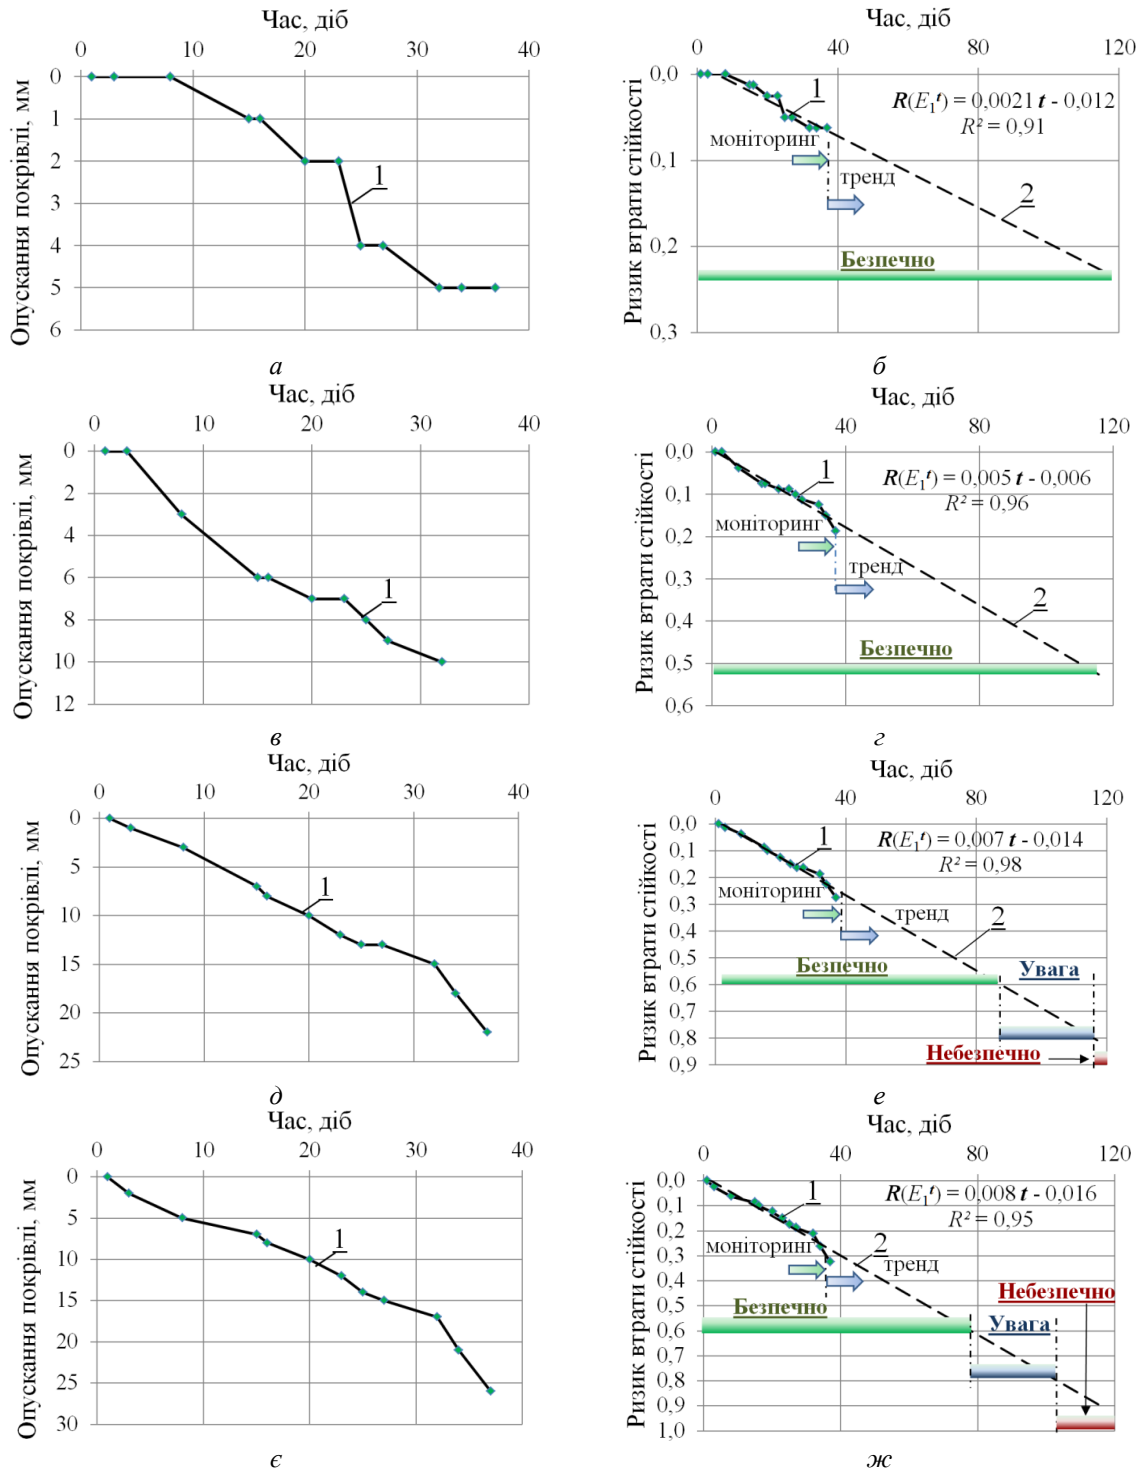 Час, діб
0 10 20 30 40
Опускання покрівлі, мм
0
1
2
3
4
5
6
1
а
Час, діб
0 40 80 120
Ризик втрати стійкості
0,0
0,1
0,2
0,3
1
R(E₁ᵗ) = 0,0021 t - 0,012
R² = 0,91
моніторинг
тренд
2
Безпечно
б
Час, діб
0 10 20 30 40
Опускання покрівлі, мм
0
2
4
6
8
10
12
1
в
Час, діб
0 40 80 120
Ризик втрати стійкості
0,0
0,1
0,2
0,3
0,4
0,5
0,6
1
R(E₁ᵗ) = 0,005 t - 0,006
R² = 0,96
моніторинг
тренд
2
Безпечно
г
Час, діб
0 10 20 30 40
Опускання покрівлі, мм
0
5
10
15
20
25
1
д
Час, діб
0 40 80 120
Ризик втрати стійкості
0,0
0,1
0,2
0,3
0,4
0,5
0,6
0,7
0,8
0,9
1
R(E₁ᵗ) = 0,007 t - 0,014
R² = 0,98
моніторинг
тренд
2
Безпечно
Увага
Небезпечно
е
Час, діб
0 10 20 30 40
Опускання покрівлі, мм
0
5
10
15
20
25
30
1
є
Час, діб
0 40 80 120
Ризик втрати стійкості
0,0
0,1
0,2
0,3
0,4
0,5
0,6
0,7
0,8
0,9
1,0
1
R(E₁ᵗ) = 0,008 t - 0,016
R² = 0,95
моніторинг
2
тренд
Небезпечно
Безпечно
Увага
ж